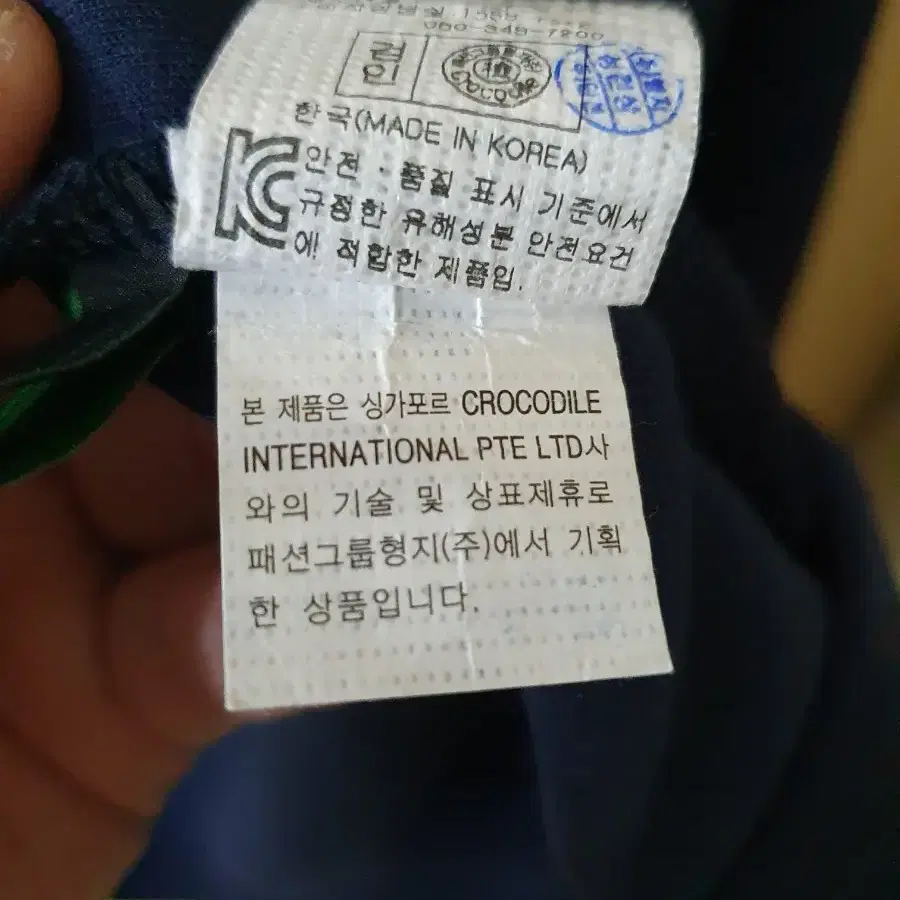 080-348-7200
검
인
한국(MADE IN KOREA)
안전 · 품질 표시 기준에서
규정한 유해성분 안전요건
에 적합한 제품임.
본 제품은 싱가포르 CROCODILE
INTERNATIONAL PTE LTD사
와의 기술 및 상표제휴로
패션그룹형지(주)에서 기획
한 상품입니다.